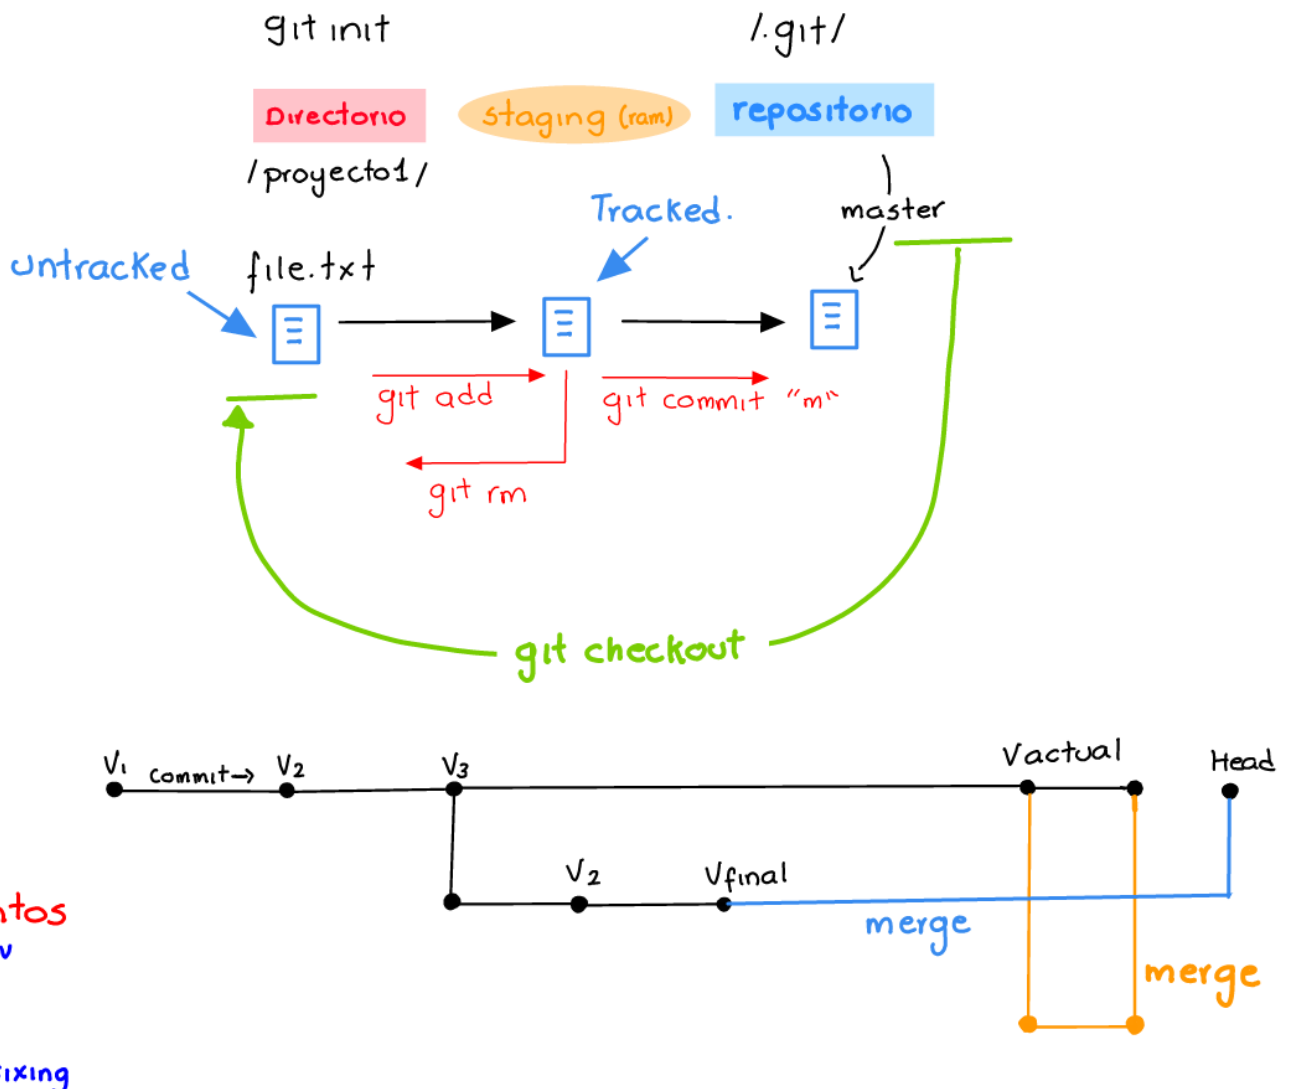 git init
/.git/
Directorio
staging (ram)
repositorio
/proyecto1/
Tracked.
master
untracked
file.txt
git add
git commit "m"
git rm
git checkout
V1
commit→
V2
V3
Vactual
Head
V2
Vfinal
merge
merge
ntos
ixing